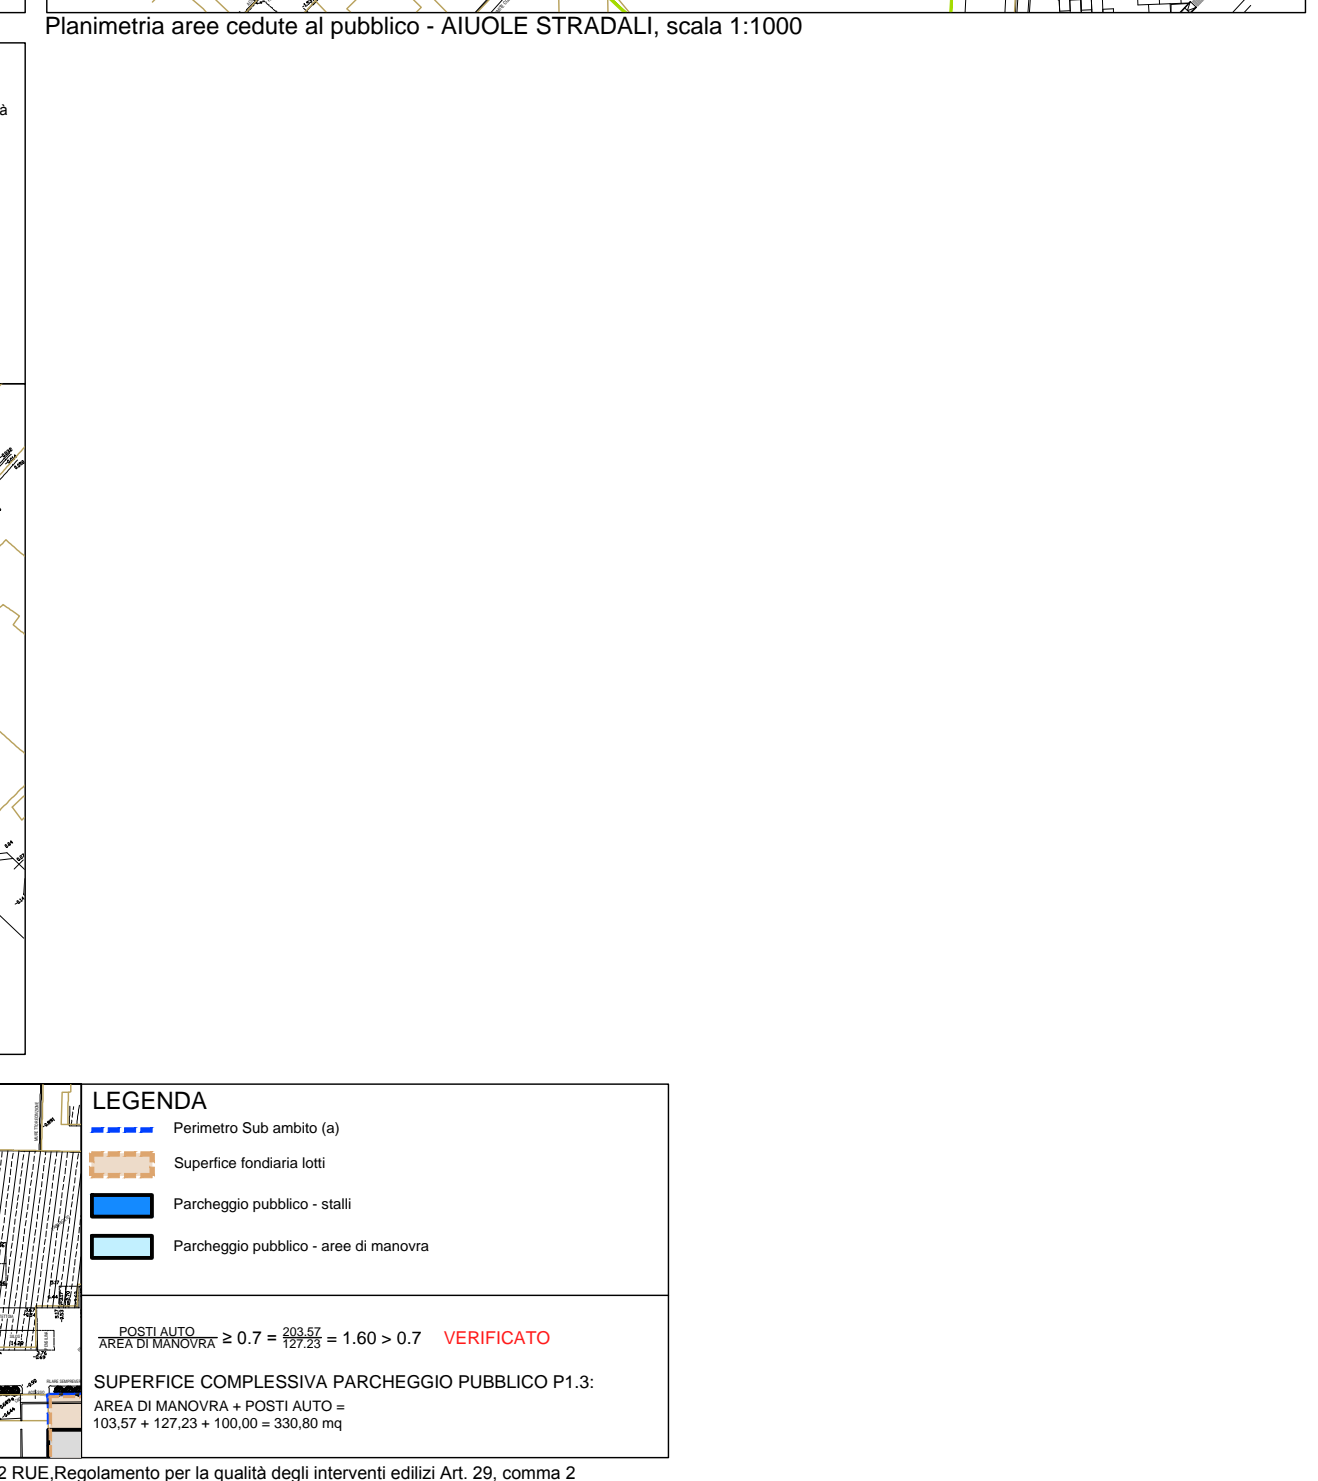 Planimetria aree cedute al pubblico - AIUOLE STRADALI, scala 1:1000
à
LEGENDA
Perimetro Sub ambito (a)
Superfice fondiaria lotti
Parcheggio pubblico - stalli
Parcheggio pubblico - aree di manovra
POSTI AUTO
AREA DI MANOVRA ≥ 0.7 = 203.57 / 127.23 = 1.60 > 0.7 VERIFICATO
SUPERFICE COMPLESSIVA PARCHEGGIO PUBBLICO P1.3:
AREA DI MANOVRA + POSTI AUTO =
103,57 + 127,23 + 100,00 = 330,80 mq
2 RUE,Regolamento per la qualità degli interventi edilizi Art. 29, comma 2